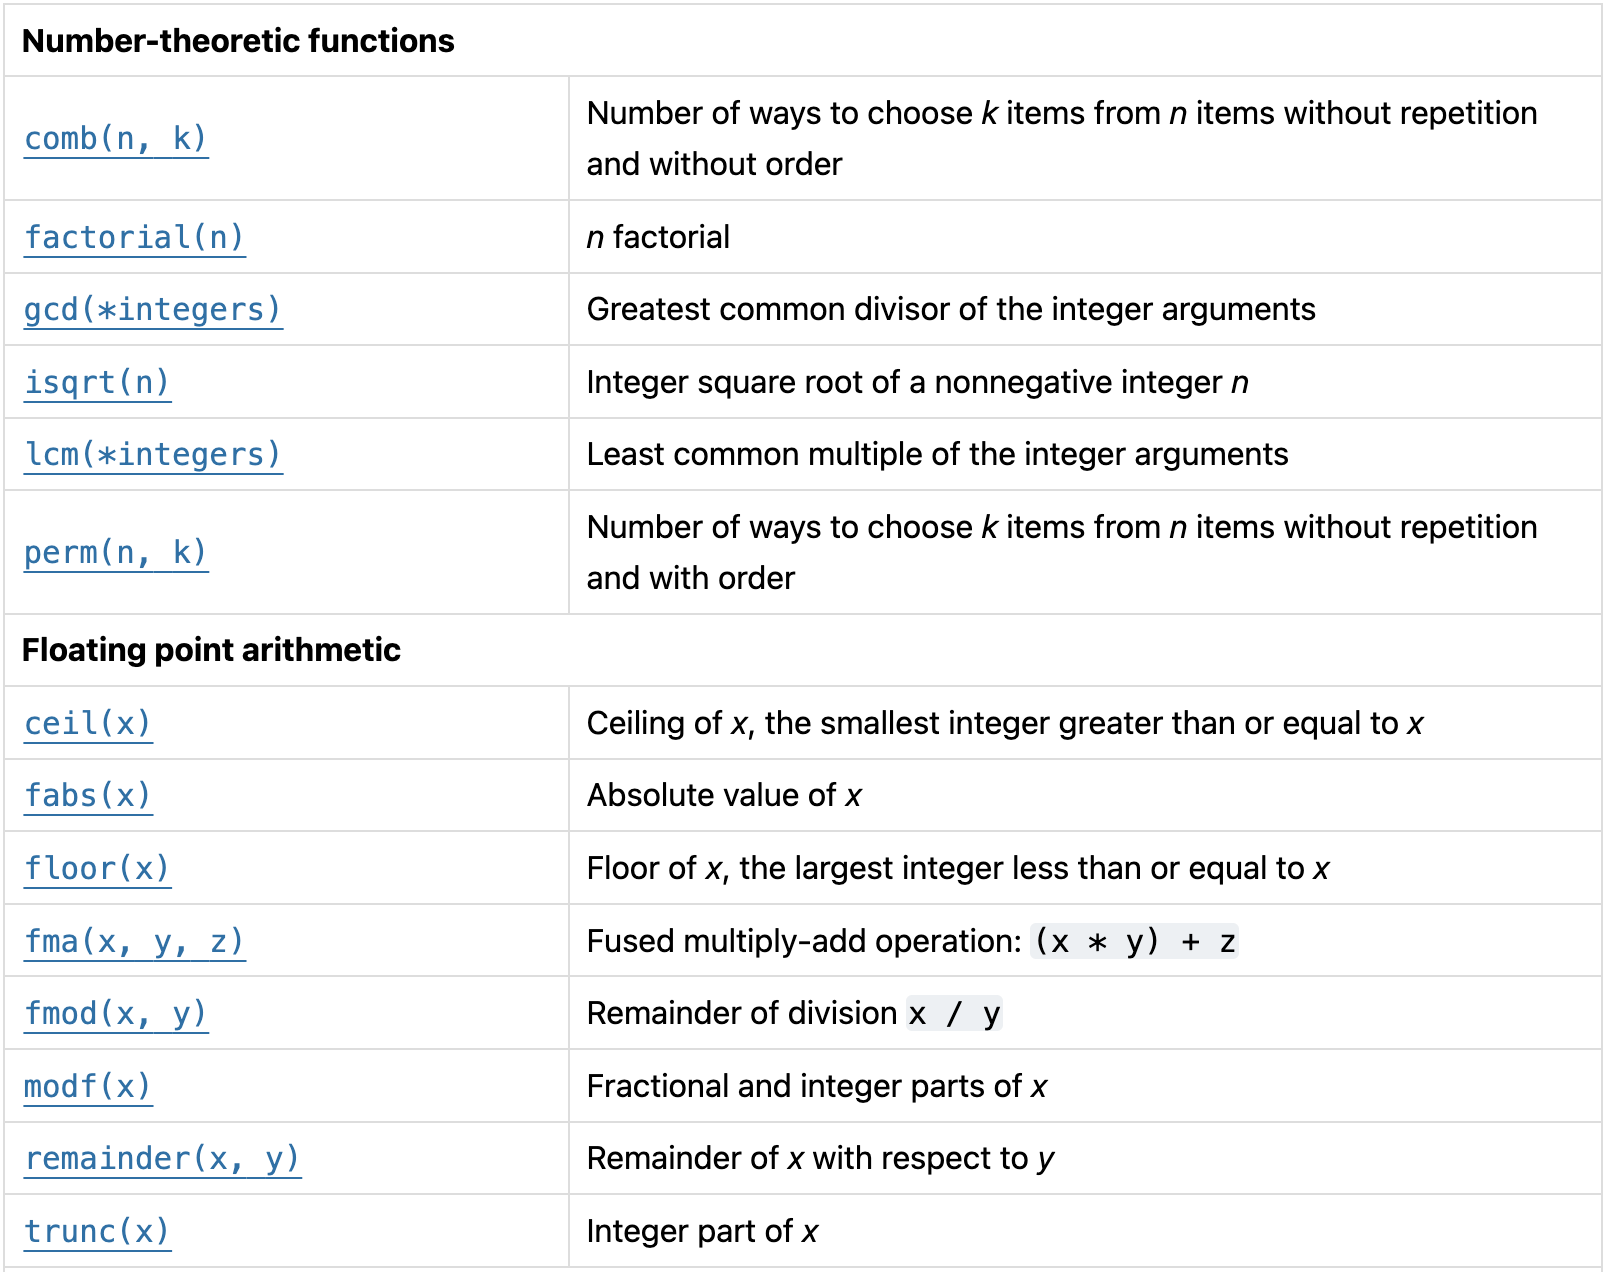 Number-theoretic functions
comb(n, k)
Number of ways to choose k items from n items without repetition
and without order
factorial(n)
n factorial
gcd(*integers)
Greatest common divisor of the integer arguments
isqrt(n)
Integer square root of a nonnegative integer n
lcm(*integers)
Least common multiple of the integer arguments
perm(n, k)
Number of ways to choose k items from n items without repetition
and with order
Floating point arithmetic
ceil(x)
Ceiling of x, the smallest integer greater than or equal to x
fabs(x)
Absolute value of x
floor(x)
Floor of x, the largest integer less than or equal to x
fma(x, y, z)
Fused multiply-add operation: (x * y) + z
fmod(x, y)
Remainder of division x / y
modf(x)
Fractional and integer parts of x
remainder(x, y)
Remainder of x with respect to y
trunc(x)
Integer part of x